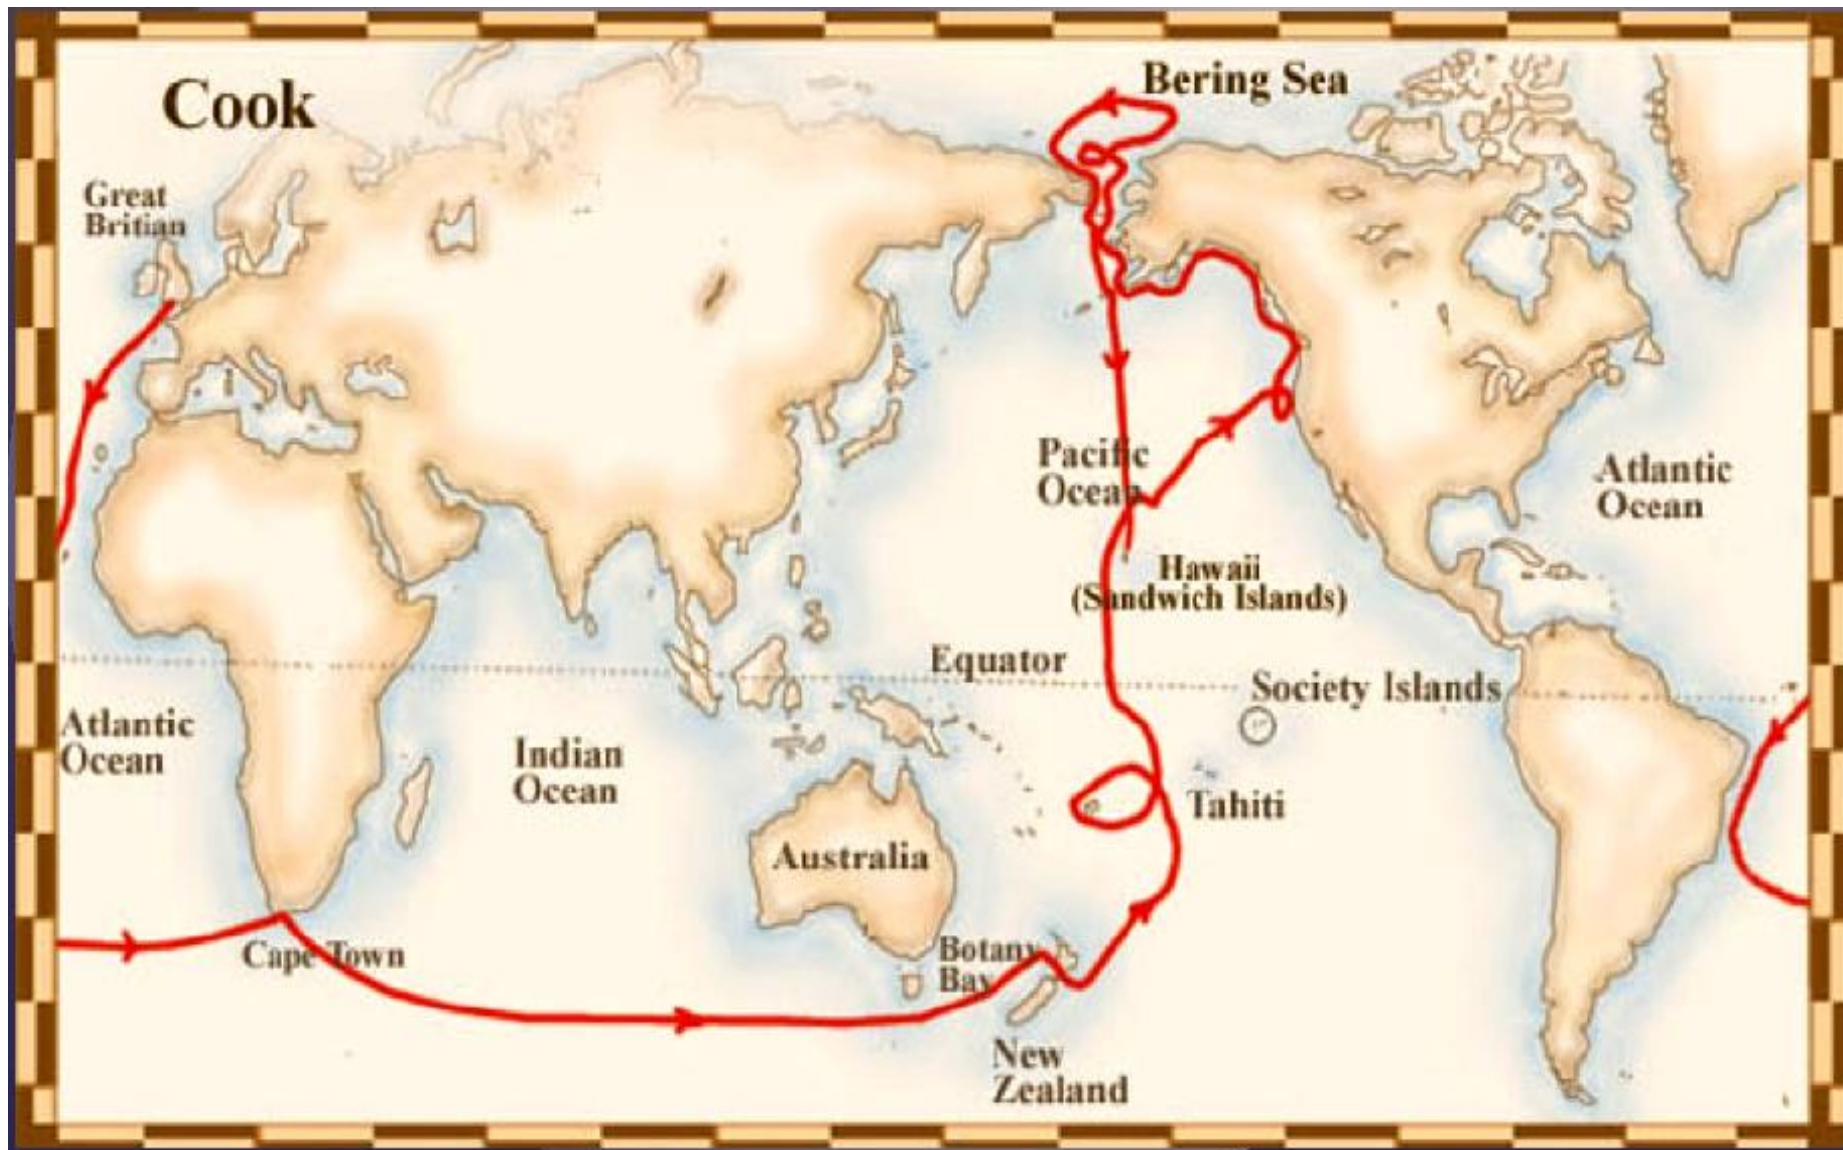 Cook
Bering Sea
Great
Britian
Pacific
Ocean
Atlantic
Ocean
Hawaii
(Sandwich Islands)
Equator
Society Islands
Atlantic
Ocean
Indian
Ocean
Tahiti
Australia
Cape Town
Botany
Bay
New
Zealand